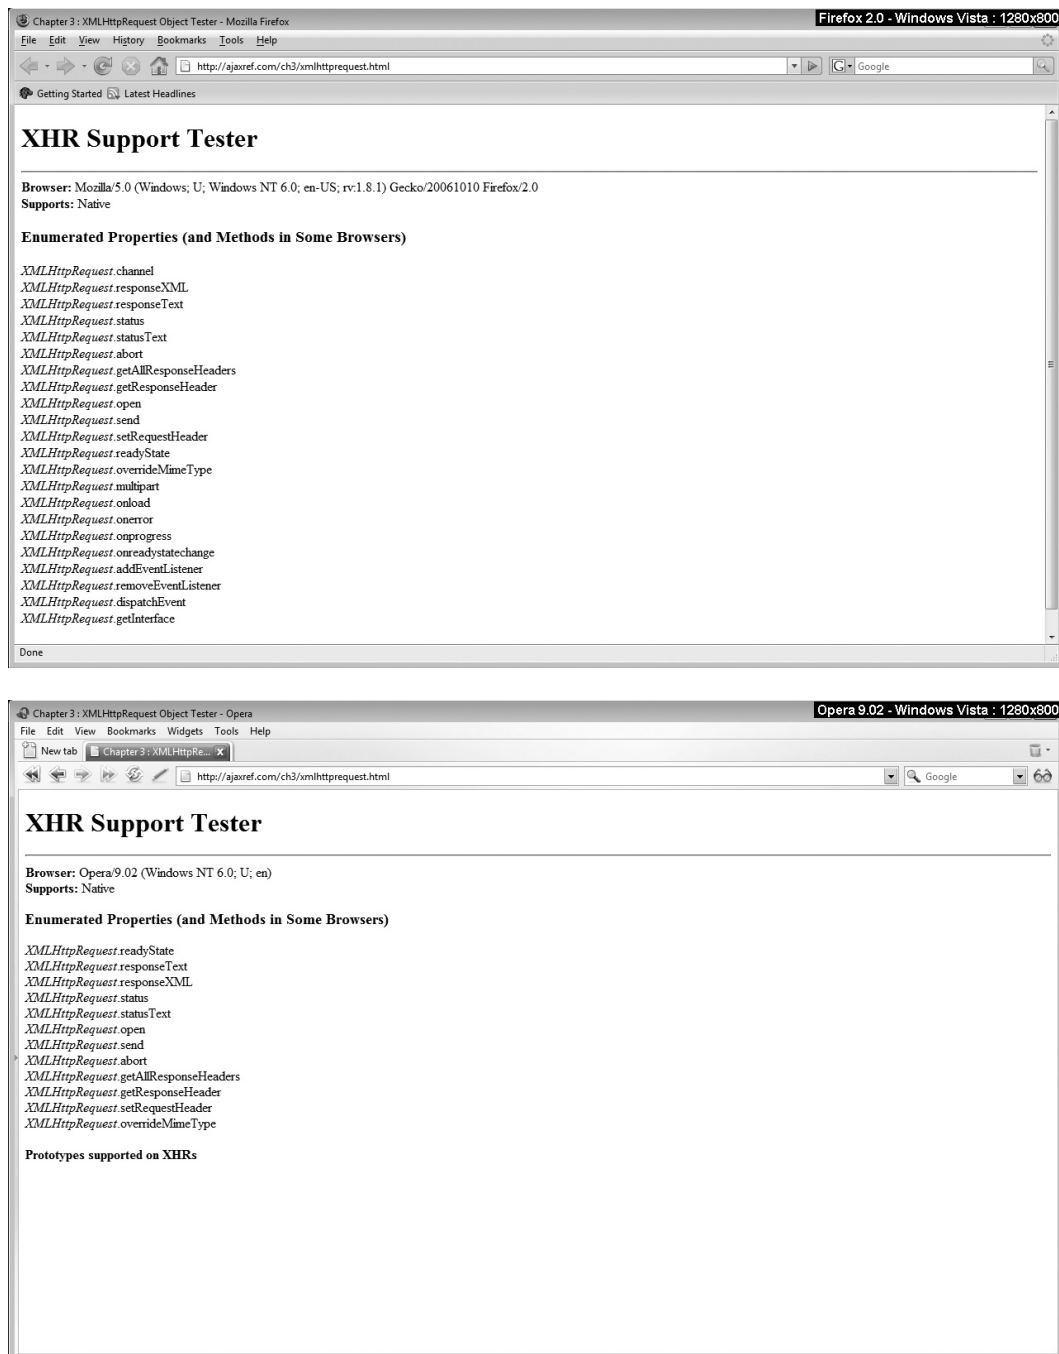 Chapter 3 : XMLHttpRequest Object Tester - Mozilla Firefox
Firefox 2.0 - Windows Vista : 1280x800
File Edit View History Bookmarks Tools Help
http://ajaxref.com/ch3/xmlhttprequest.html
G Google
Getting Started Latest Headlines
XHR Support Tester
Browser: Mozilla/5.0 (Windows; U; Windows NT 6.0; en-US; rv:1.8.1) Gecko/20061010 Firefox/2.0
Supports: Native
Enumerated Properties (and Methods in Some Browsers)
XMLHttpRequest.channel
XMLHttpRequest.responseXML
XMLHttpRequest.responseText
XMLHttpRequest.status
XMLHttpRequest.statusText
XMLHttpRequest.abort
XMLHttpRequest.getAllResponseHeaders
XMLHttpRequest.getResponseHeader
XMLHttpRequest.open
XMLHttpRequest.send
XMLHttpRequest.setRequestHeader
XMLHttpRequest.readyState
XMLHttpRequest.overrideMimeType
XMLHttpRequest.multipart
XMLHttpRequest.onload
XMLHttpRequest.onerror
XMLHttpRequest.onprogress
XMLHttpRequest.onreadystatechange
XMLHttpRequest.addEventListener
XMLHttpRequest.removeEventListener
XMLHttpRequest.dispatchEvent
XMLHttpRequest.getInterface
Done
Chapter 3 : XMLHttpRequest Object Tester - Opera
Opera 9.02 - Windows Vista : 1280x800
File Edit View Bookmarks Widgets Tools Help
New tab Chapter 3 : XMLHttpRe... X
http://ajaxref.com/ch3/xmlhttprequest.html
Google
XHR Support Tester
Browser: Opera/9.02 (Windows NT 6.0; U; en)
Supports: Native
Enumerated Properties (and Methods in Some Browsers)
XMLHttpRequest.readyState
XMLHttpRequest.responseText
XMLHttpRequest.responseXML
XMLHttpRequest.status
XMLHttpRequest.statusText
XMLHttpRequest.open
XMLHttpRequest.send
XMLHttpRequest.abort
XMLHttpRequest.getAllResponseHeaders
XMLHttpRequest.getResponseHeader
XMLHttpRequest.setRequestHeader
XMLHttpRequest.overrideMimeType
Prototypes supported on XHRs